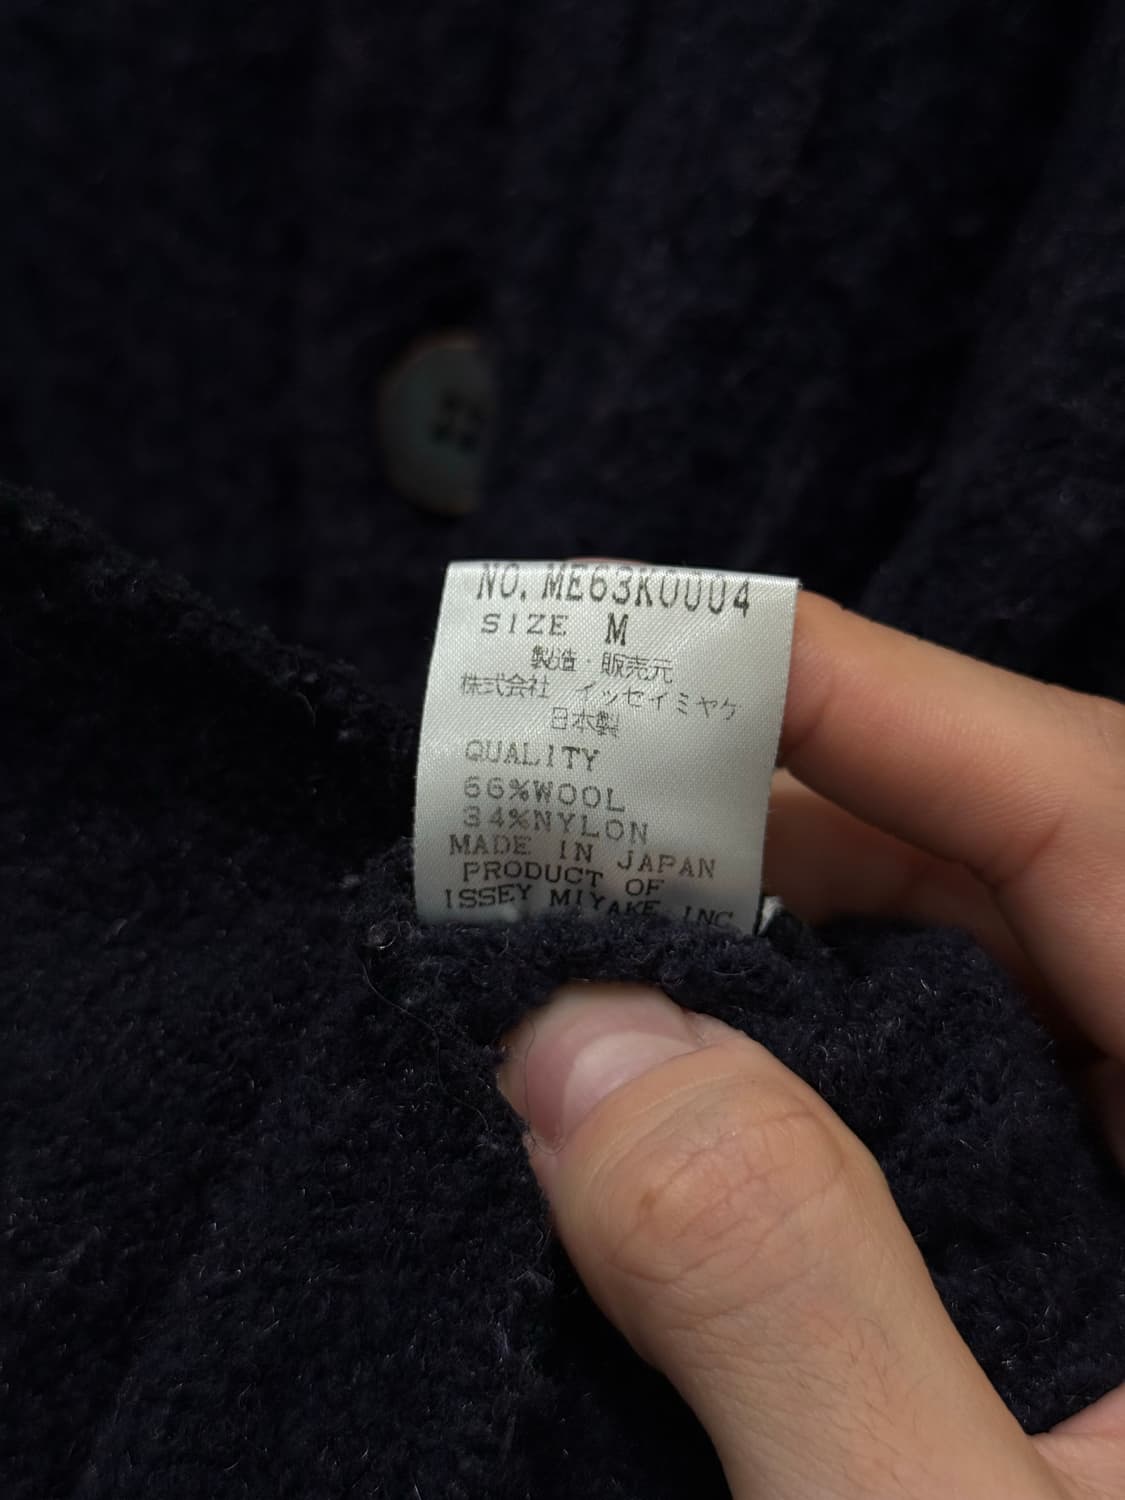 NO. ME63K0004
SIZE M
製造・販売元
株式会社 イッセイミヤケ
日本製
QUALITY
66%WOOL
34%NYLON
MADE IN JAPAN
PRODUCT OF
ISSEY MIYAKE INC